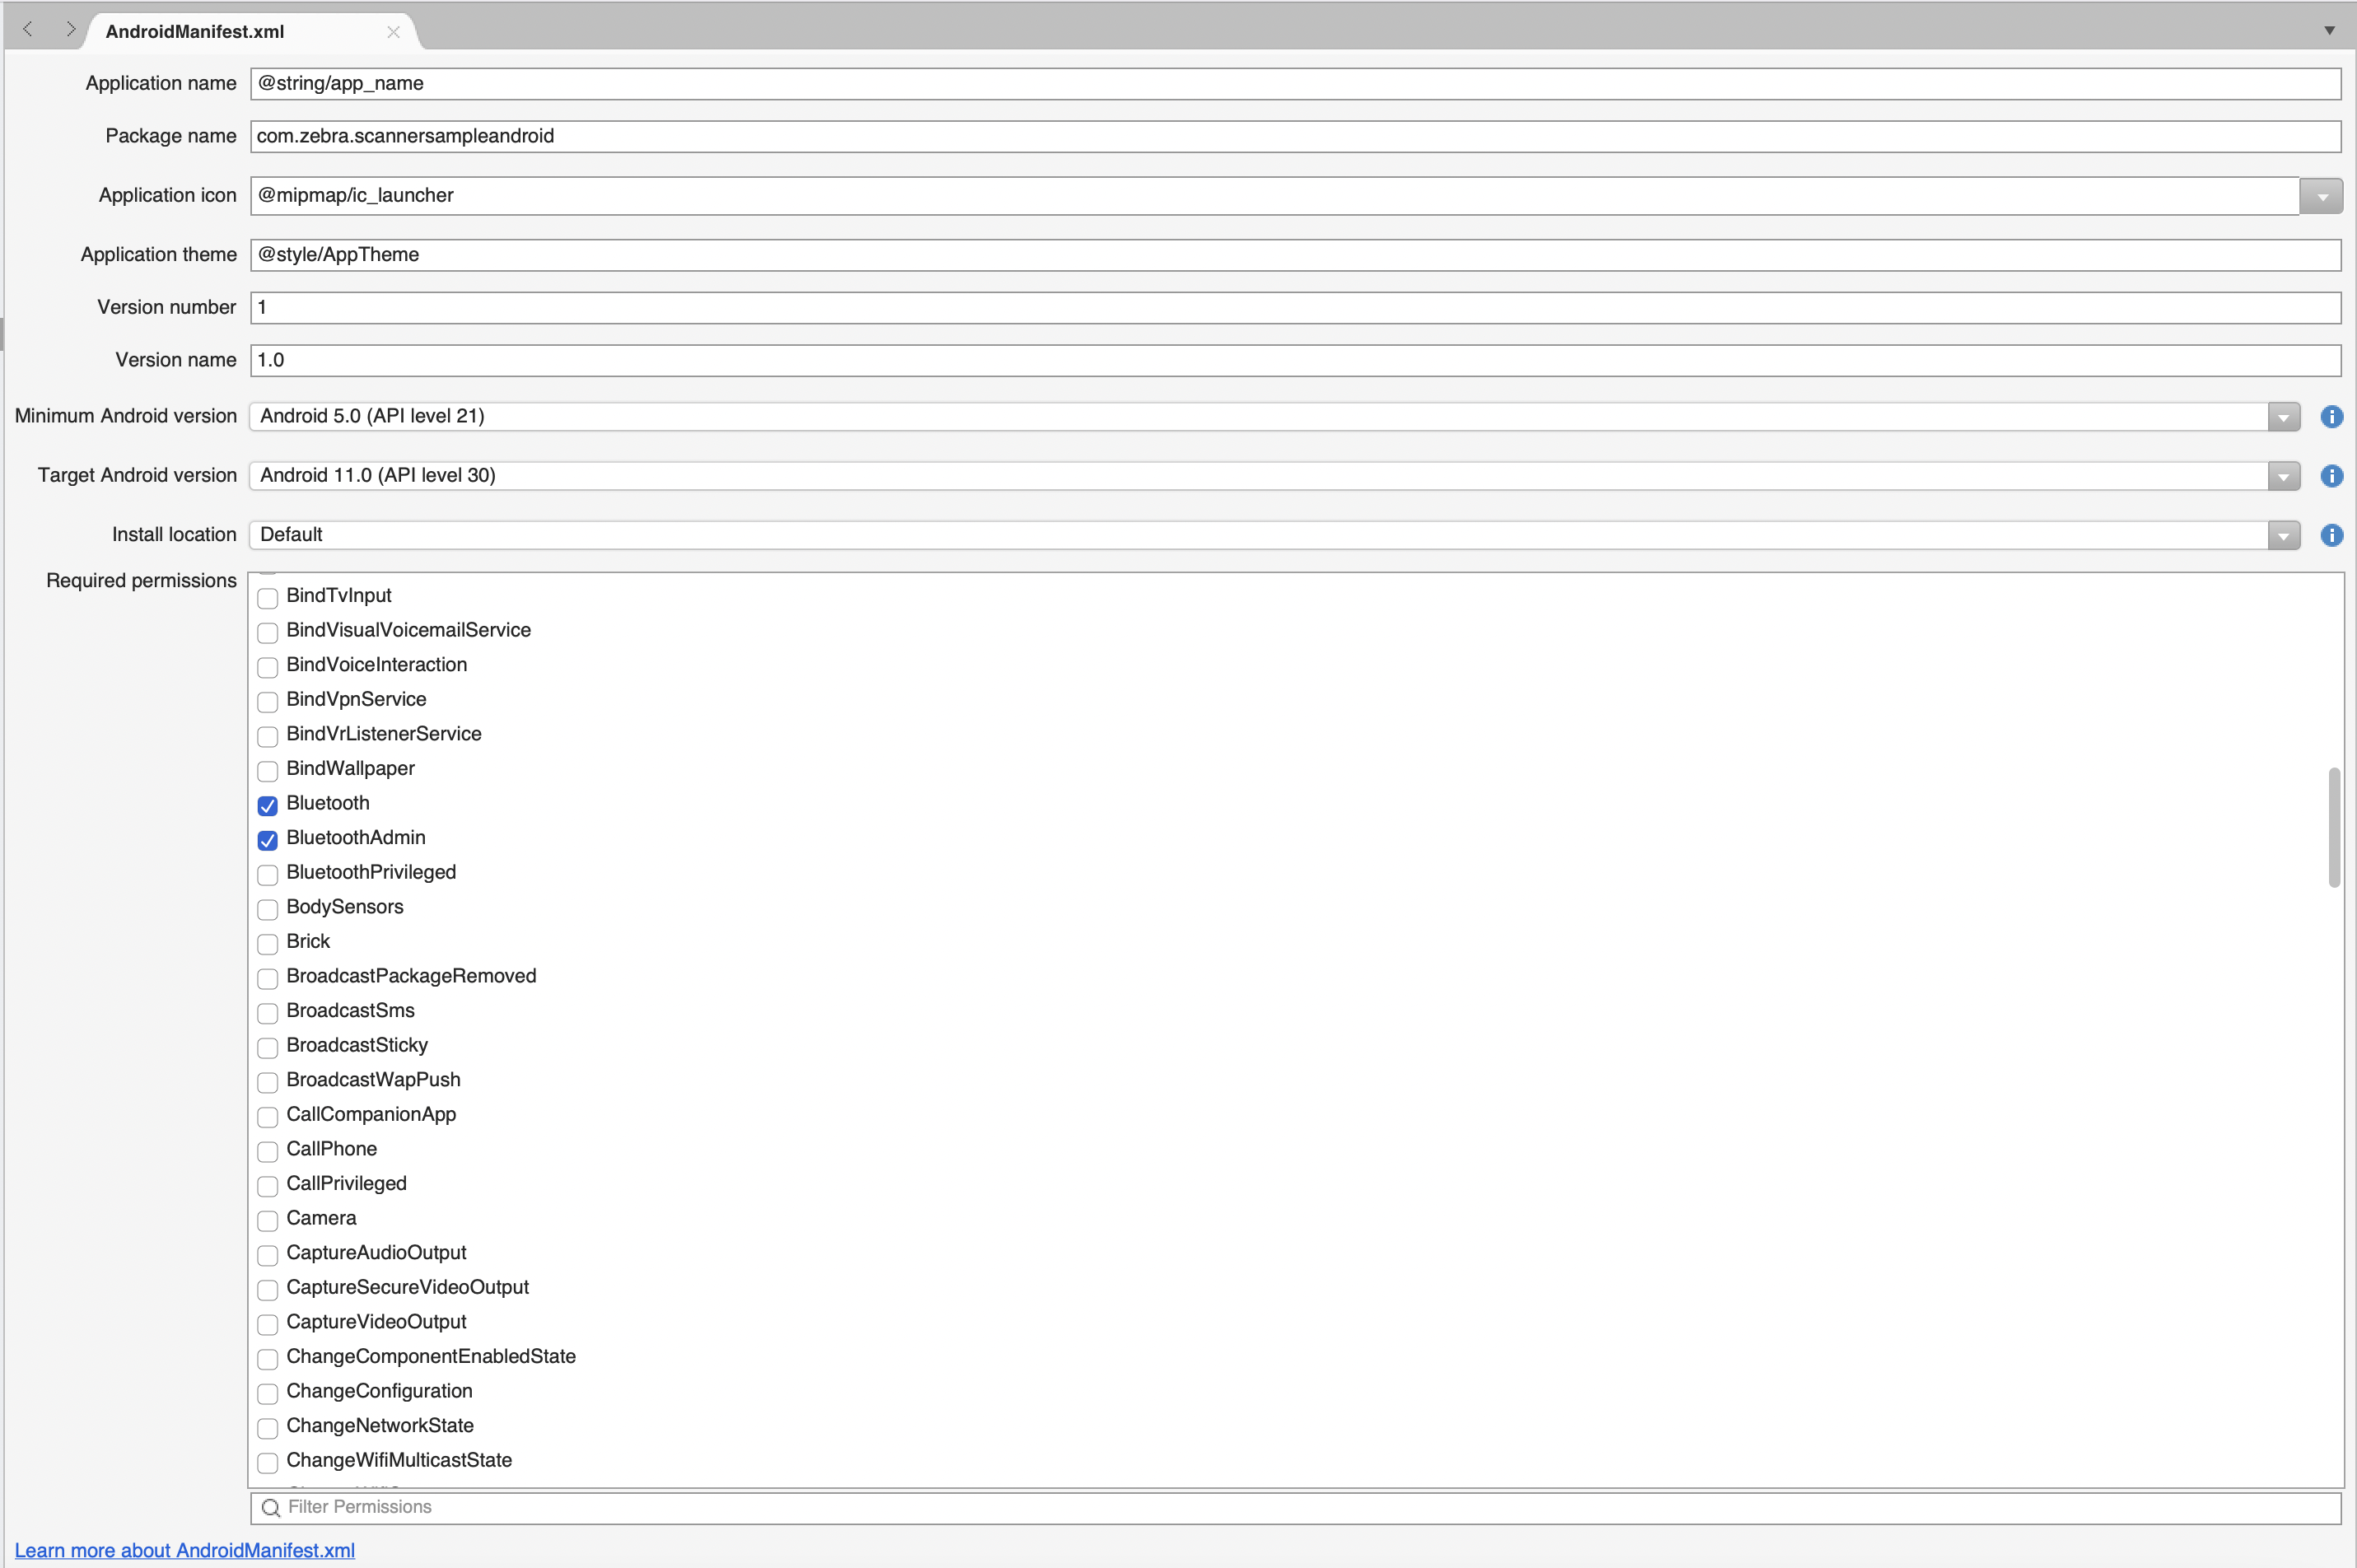 AndroidManifest.xml
Application name @string/app_name
Package name com.zebra.scannersampleandroid
Application icon @mipmap/ic_launcher
Application theme @style/AppTheme
Version number 1
Version name 1.0
Minimum Android version Android 5.0 (API level 21)
Target Android version Android 11.0 (API level 30)
Install location Default
Required permissions
BindTvInput
BindVisualVoicemailService
BindVoiceInteraction
BindVpnService
BindVrListenerService
BindWallpaper
Bluetooth
BluetoothAdmin
BluetoothPrivileged
BodySensors
Brick
BroadcastPackageRemoved
BroadcastSms
BroadcastSticky
BroadcastWapPush
CallCompanionApp
CallPhone
CallPrivileged
Camera
CaptureAudioOutput
CaptureSecureVideoOutput
CaptureVideoOutput
ChangeComponentEnabledState
ChangeConfiguration
ChangeNetworkState
ChangeWifiMulticastState
Filter Permissions
Learn more about AndroidManifest.xml